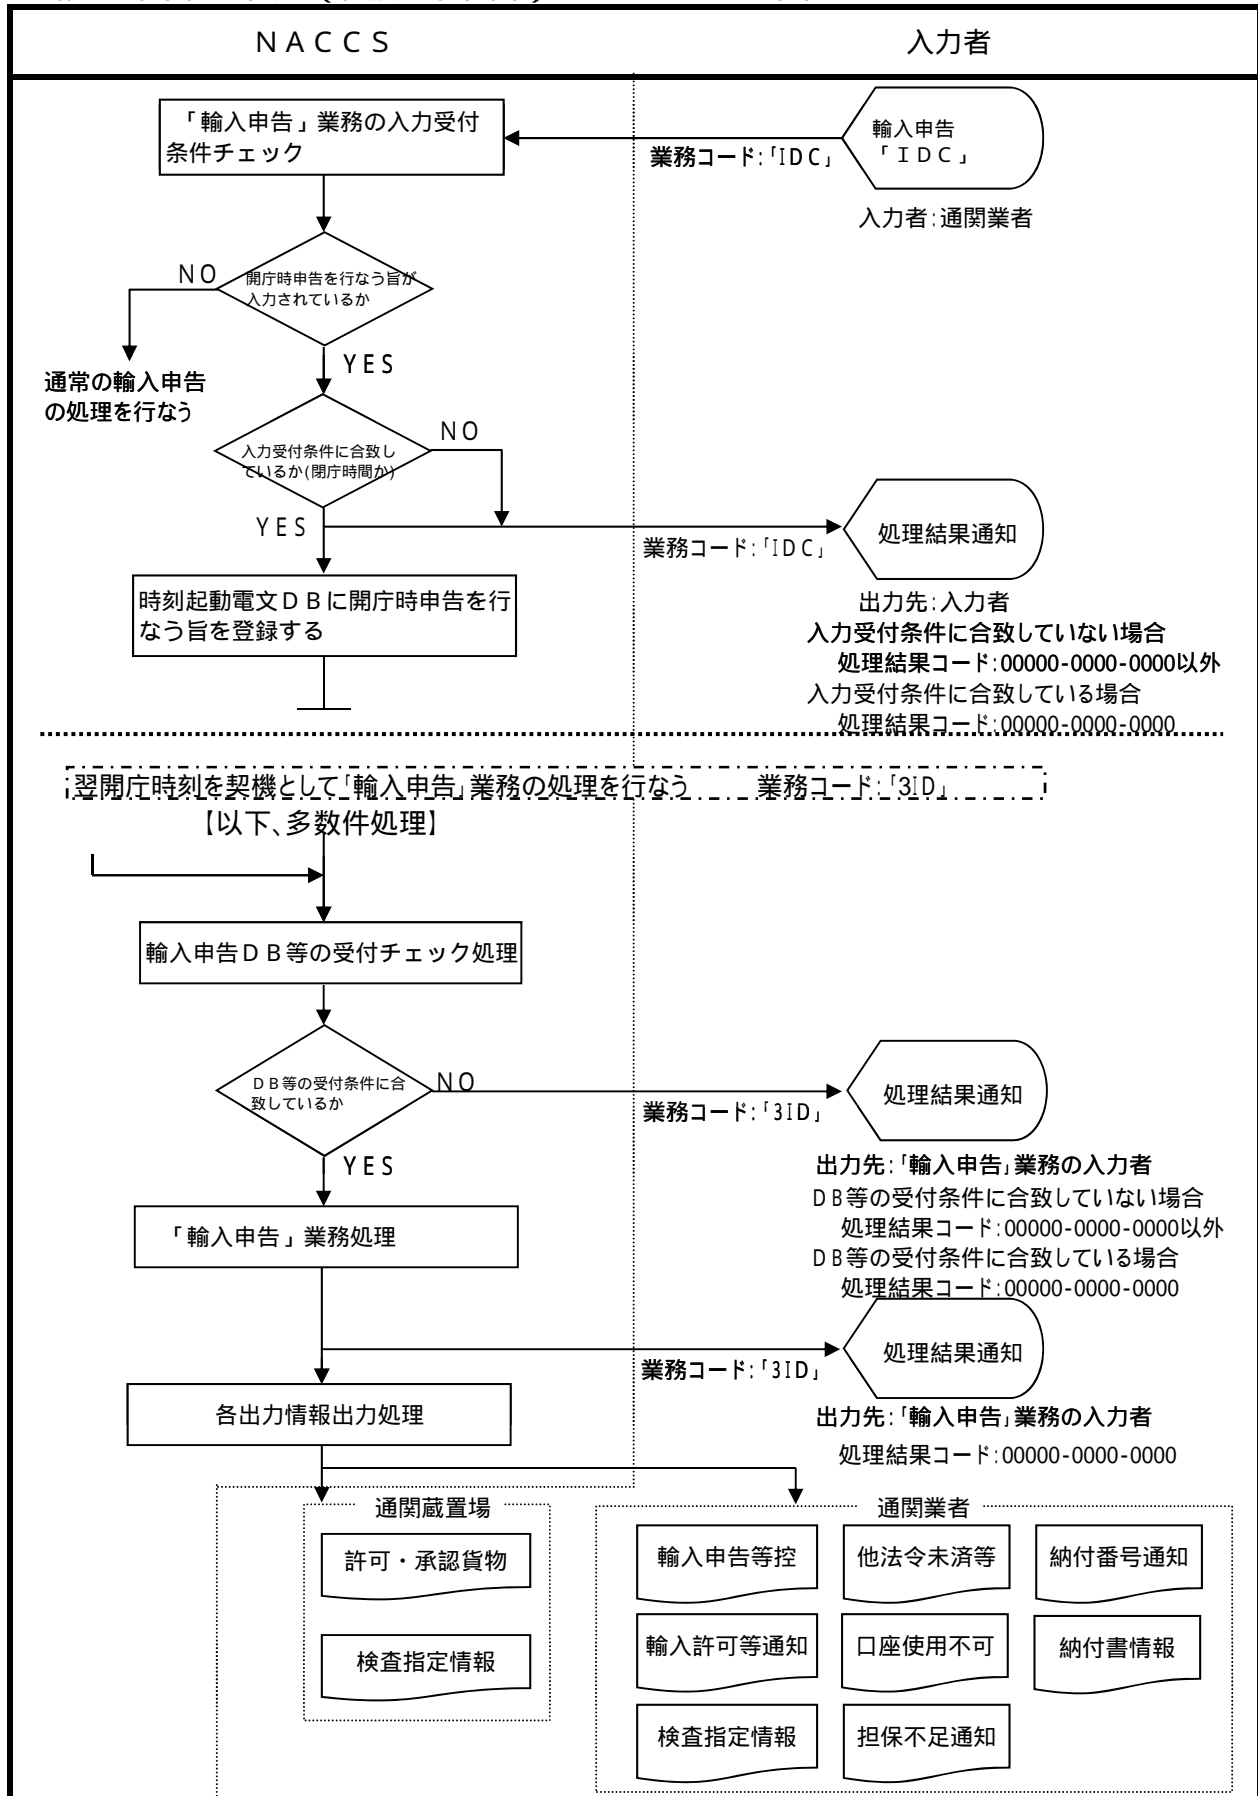 ＮＡＣＣＳ
入力者
「輸入申告」業務の入力受付
条件チェック
輸入申告
「ＩＤＣ」
業務コード：「IDC」
入力者：通関業者
NO
開庁時申告を行なう旨が
入力されているか
YES
通常の輸入申告
の処理を行なう
NO
入力受付条件に合致し
ているか(閉庁時間か)
YES
処理結果通知
業務コード：「IDC」
時刻起動電文ＤＢに開庁時申告を行
なう旨を登録する
出力先：入力者
入力受付条件に合致していない場合
処理結果コード：00000-0000-0000以外
入力受付条件に合致している場合
処理結果コード：00000-0000-0000
翌開庁時刻を契機として「輸入申告」業務の処理を行なう　　業務コード：「3ID」
【以下、多数件処理】
輸入申告ＤＢ等の受付チェック処理
ＤＢ等の受付条件に合
致しているか
NO
処理結果通知
業務コード：「3ID」
YES
出力先：「輸入申告」業務の入力者
ＤＢ等の受付条件に合致していない場合
処理結果コード：00000-0000-0000以外
ＤＢ等の受付条件に合致している場合
処理結果コード：00000-0000-0000
「輸入申告」業務処理
処理結果通知
業務コード：「3ID」
各出力情報出力処理
出力先：「輸入申告」業務の入力者
処理結果コード：00000-0000-0000
通関蔵置場
許可・承認貨物
検査指定情報
通関業者
輸入申告等控
他法令未済等
納付番号通知
輸入許可等通知
口座使用不可
納付書情報
検査指定情報
担保不足通知